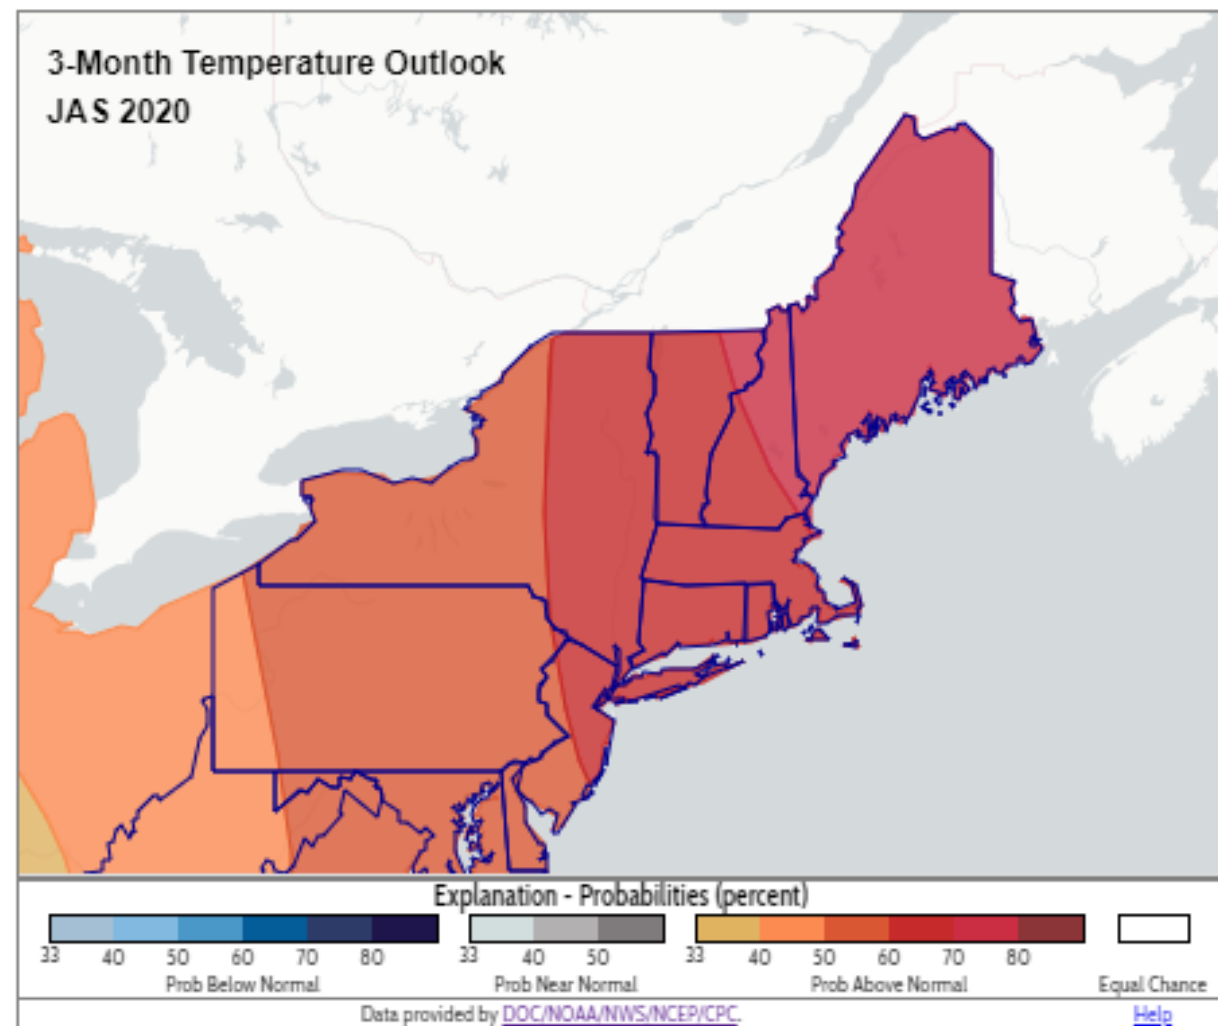 3-Month Temperature Outlook
JAS 2020
Explanation - Probabilities (percent)
33 40 50 60 70 80 33 40 50 33 40 50 60 70 80
Prob Below Normal Prob Near Normal Prob Above Normal Equal Chance
Data provided by DOC/NOAA/NWS/NCEP/CPC. Help